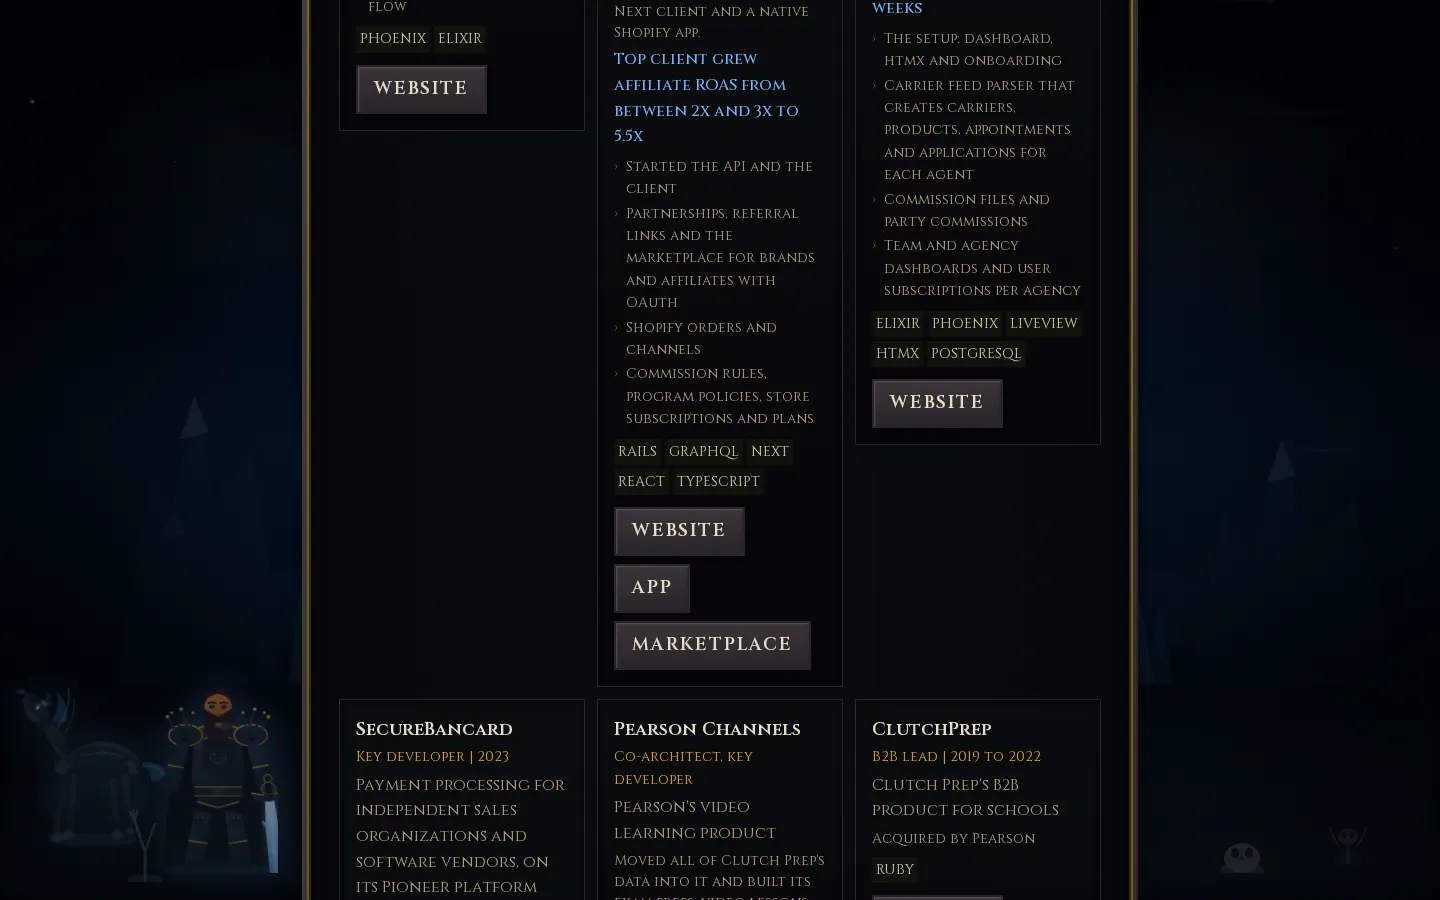 flow
Phoenix Elixir
Website
Next client and a native
Shopify app.
Top client grew
affiliate ROAS from
between 2x and 3x to
5.5x
› Started the API and the
client
› Partnerships, referral
links and the
marketplace for brands
and affiliates with
OAuth
› Shopify orders and
channels
› Commission rules,
program policies, store
subscriptions and plans
Rails GraphQL Next
React TypeScript
Website
App
Marketplace
weeks
› The setup: dashboard,
HTMX and onboarding
› Carrier feed parser that
creates carriers,
products, appointments
and applications for
each agent
› Commission files and
party commissions
› Team and agency
dashboards and user
subscriptions per agency
Elixir Phoenix LiveView
HTMX PostgreSQL
Website
SecureBancard
Key developer | 2023
Payment processing for
independent sales
organizations and
software vendors, on
its Pioneer platform
Pearson Channels
Co-architect, key
developer
Pearson's video
learning product
Moved all of Clutch Prep's
data into it and built its
exam preps, video lessons
ClutchPrep
B2B lead | 2019 to 2022
Clutch Prep's B2B
product for schools
Acquired by Pearson
Ruby